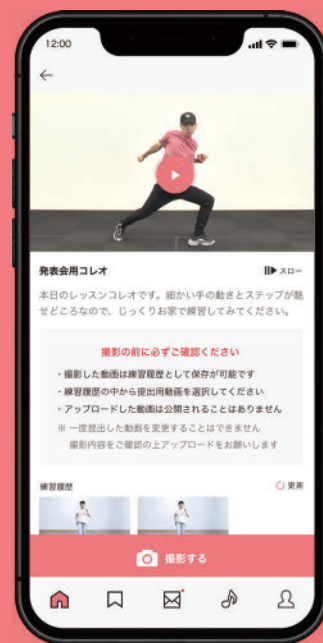 12:00
発表会用コレオ
スロー
本日のレッスンコレオです。細かい手の動きとステップが魅
せどころなので、じっくりお家で練習してみてください。
撮影の前に必ずご確認ください
・撮影した動画は練習履歴として保存が可能です
・練習履歴の中から提出用動画を選択してください
・アップロードした動画は公開されることはありません
※ 一度提出した動画を変更することはできません
撮影内容をご確認の上アップロードをお願いします
練習履歴
更新
撮影する